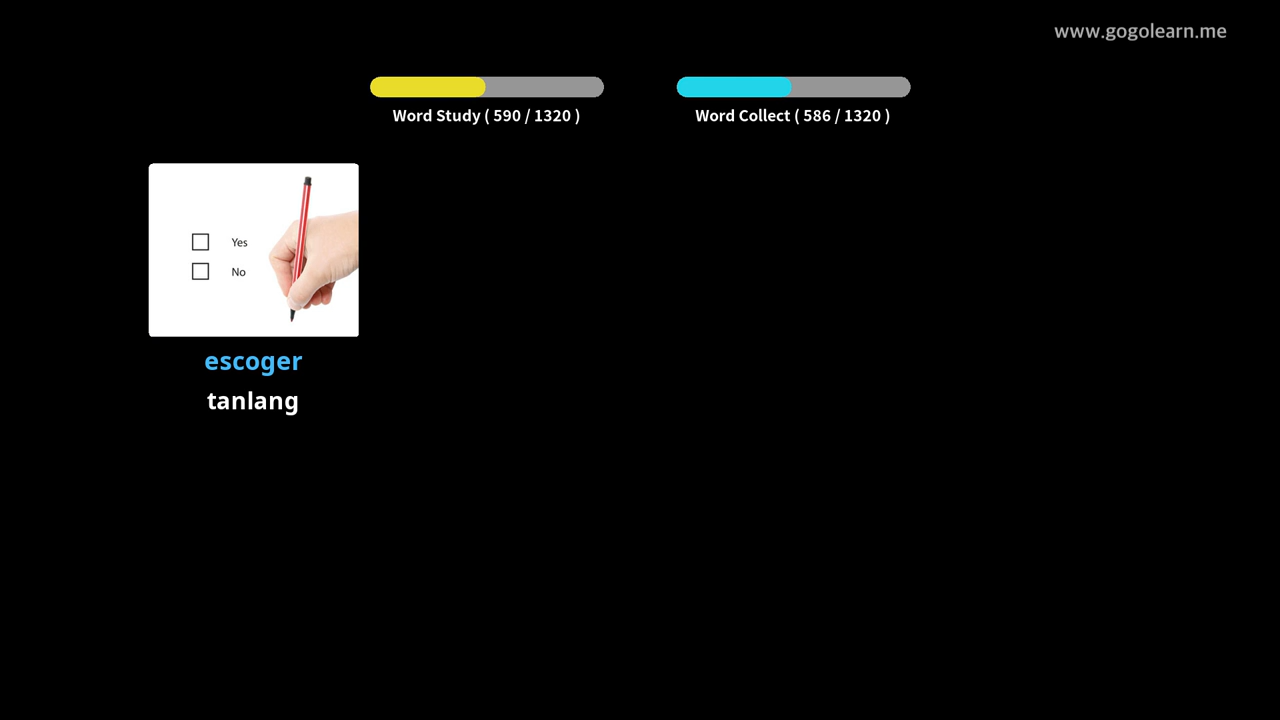 www.gogolearn.me
Word Study ( 590 / 1320 )
Word Collect ( 586 / 1320 )
Yes
No
escoger
tanlang